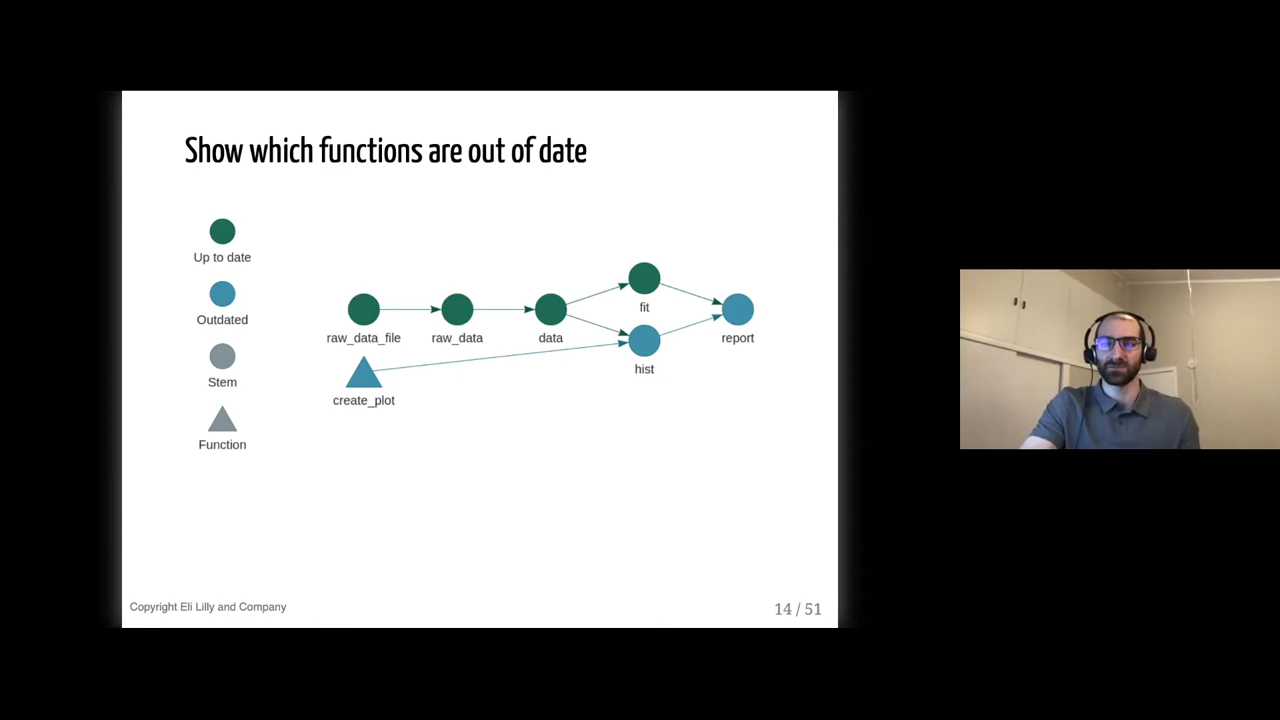 Show which functions are out of date
Up to date
Outdated
Stem
Function
raw_data_file
raw_data
data
fit
hist
report
create_plot
Copyright Eli Lilly and Company
14 / 51